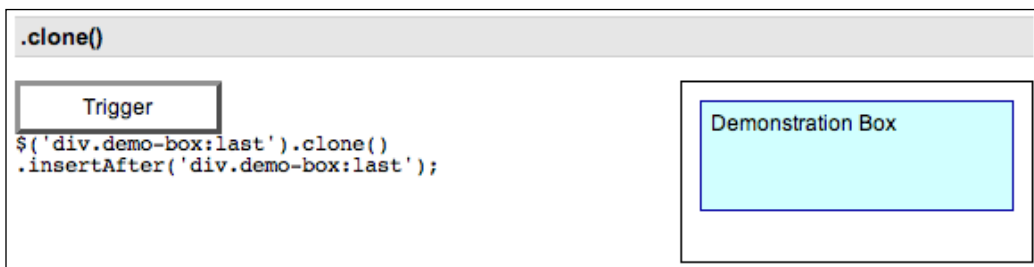 .clone()
Trigger
$('div.demo-box:last').clone()
.insertAfter('div.demo-box:last');
Demonstration Box